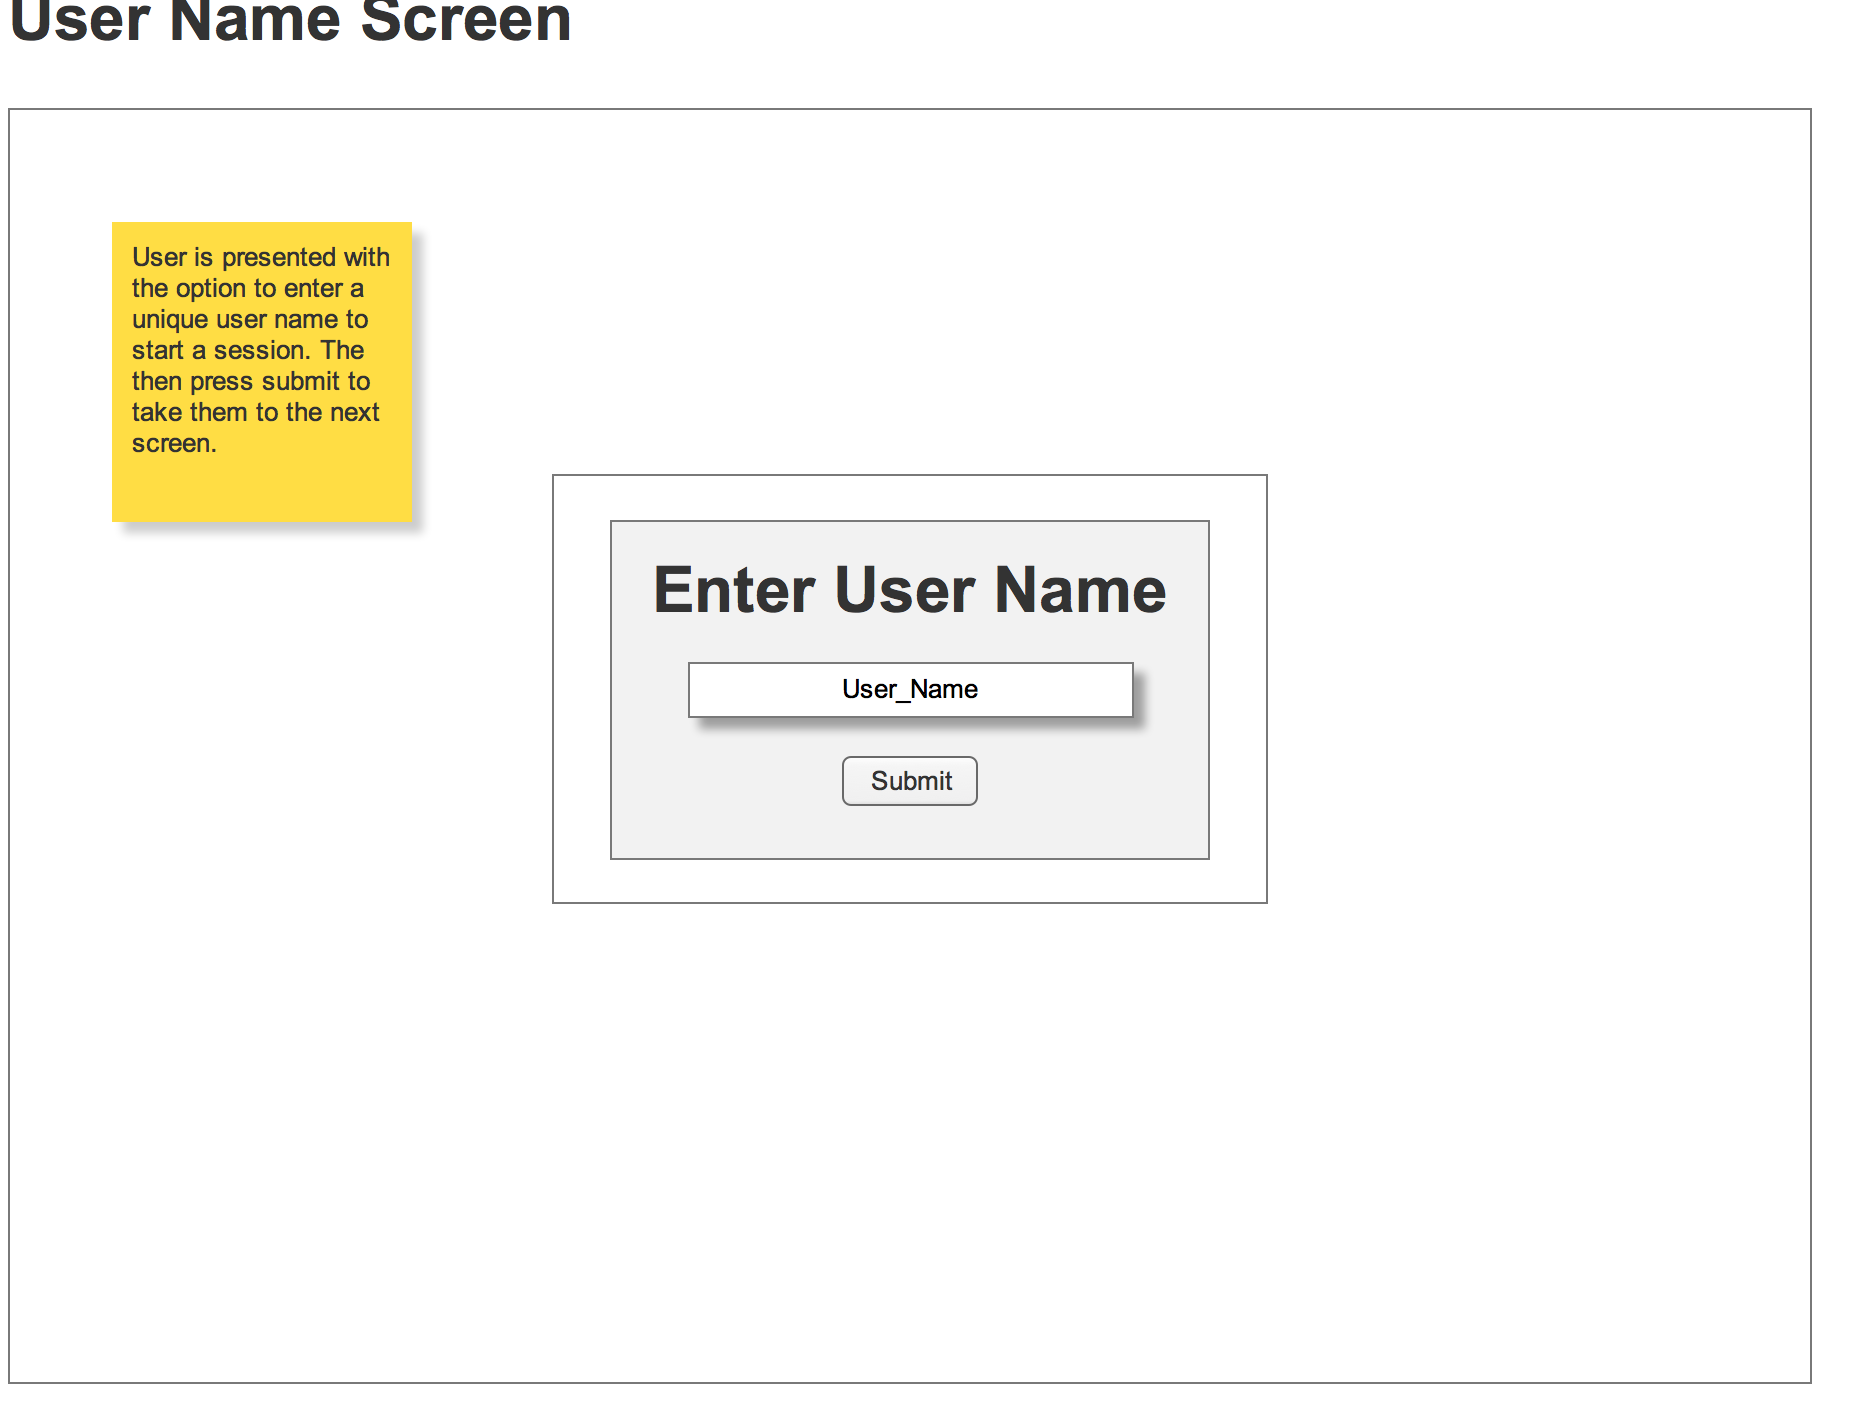 User Name Screen
User is presented with
the option to enter a
unique user name to
start a session. The
then press submit to
take them to the next
screen.
Enter User Name
User_Name
Submit